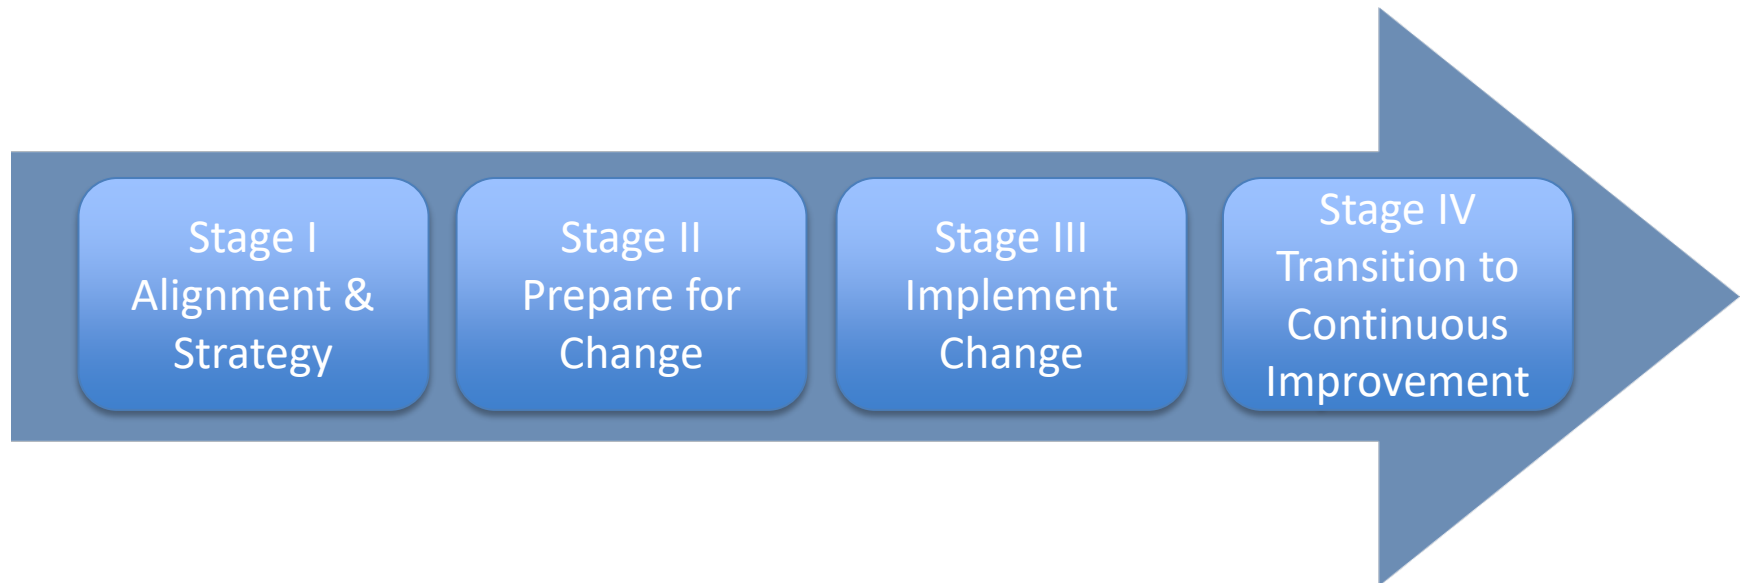 Stage I
Alignment &
Strategy
Stage II
Prepare for
Change
Stage III
Implement
Change
Stage IV
Transition to
Continuous
Improvement